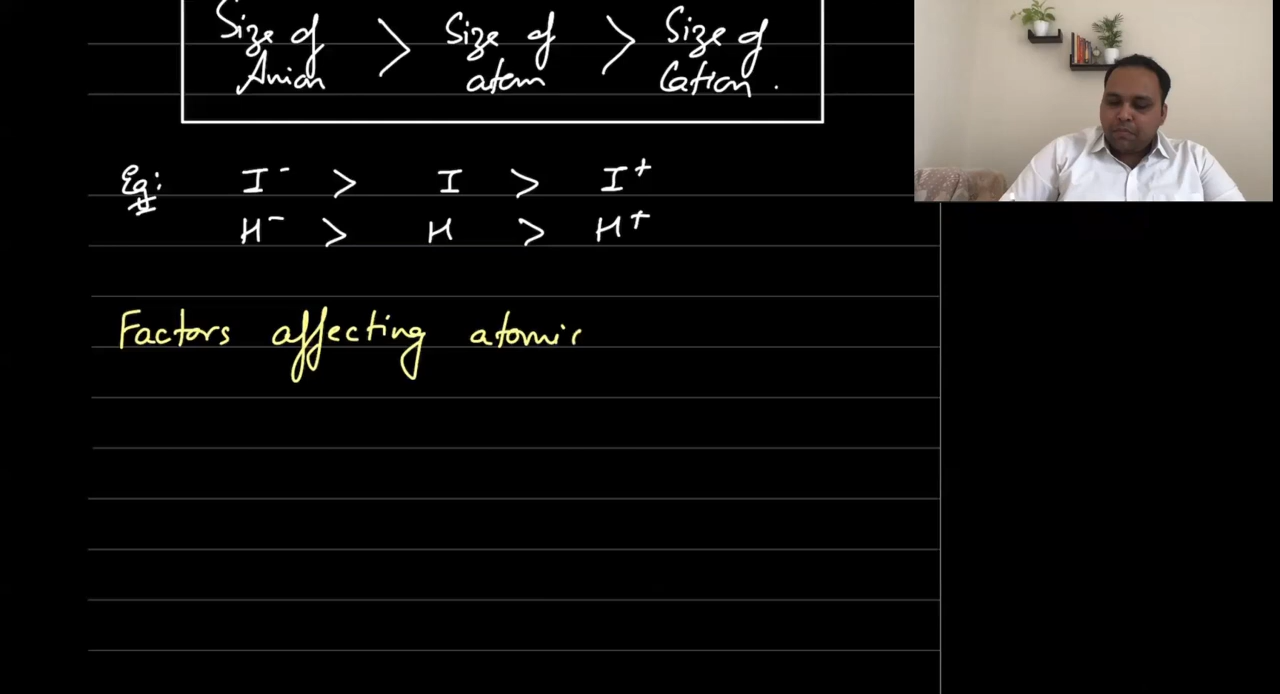 Size of > Size of > Size of
Anion atom Cation.
Eg: I⁻ > I > I⁺
H⁻ > H > H⁺
Factors affecting atomic